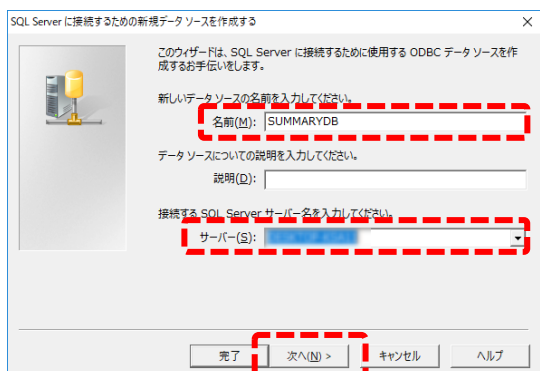 SQL Server に接続するための新規データ ソースを作成する
このウィザードは、SQL Server に接続するために使用する ODBC データ ソースを作
成するお手伝いをします。
新しいデータ ソースの名前を入力してください。
名前(M): SUMMARYDB
データ ソースについての説明を入力してください。
説明(D):
接続する SQL Server サーバー名を入力してください。
サーバー(S):
完了 次へ(N) > キャンセル ヘルプ